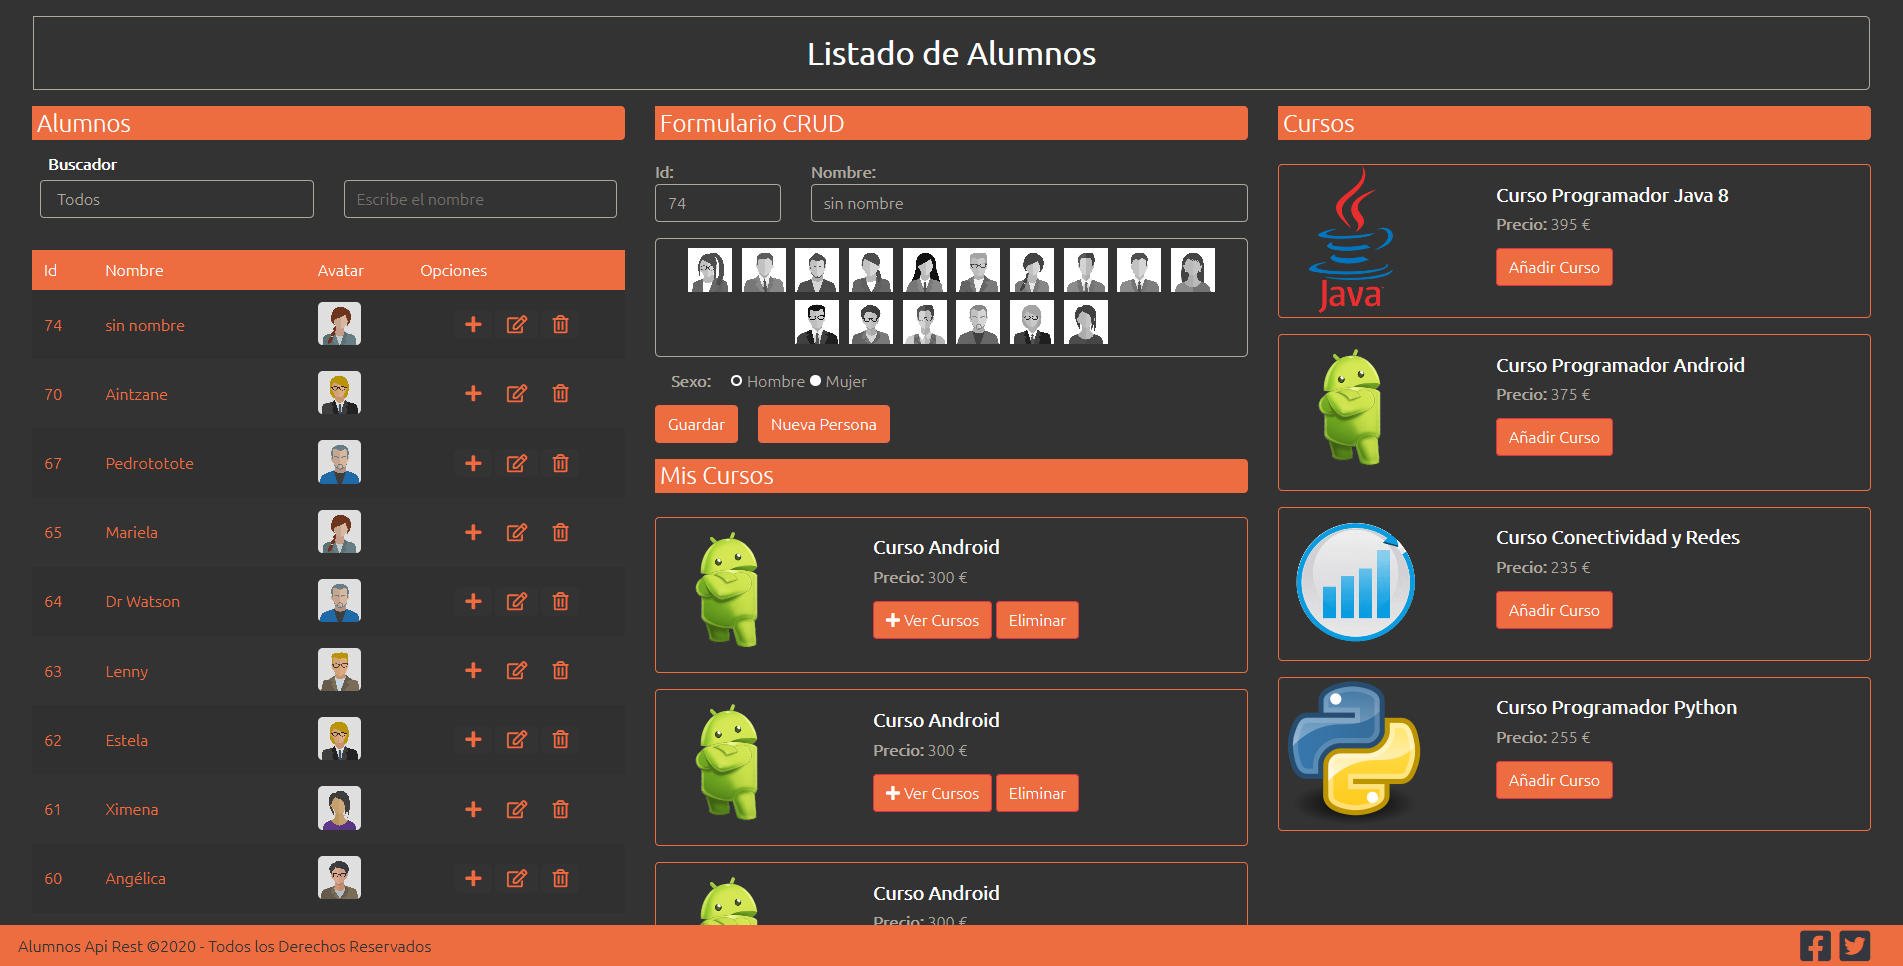 Listado de Alumnos
Alumnos
Buscador
Todos
Escribe el nombre
Id Nombre Avatar Opciones
74 sin nombre
70 Aintzane
67 Pedrototote
65 Mariela
64 Dr Watson
63 Lenny
62 Estela
61 Ximena
60 Angélica
Formulario CRUD
Id: Nombre:
74 sin nombre
Sexo: Hombre Mujer
Guardar Nueva Persona
Mis Cursos
Curso Android
Precio: 300 €
Ver Cursos Eliminar
Curso Android
Precio: 300 €
Ver Cursos Eliminar
Curso Android
Precio: 300 €
Cursos
Java
Curso Programador Java 8
Precio: 395 €
Añadir Curso
Curso Programador Android
Precio: 375 €
Añadir Curso
Curso Conectividad y Redes
Precio: 235 €
Añadir Curso
Curso Programador Python
Precio: 255 €
Añadir Curso
Alumnos Api Rest ©2020 - Todos los Derechos Reservados